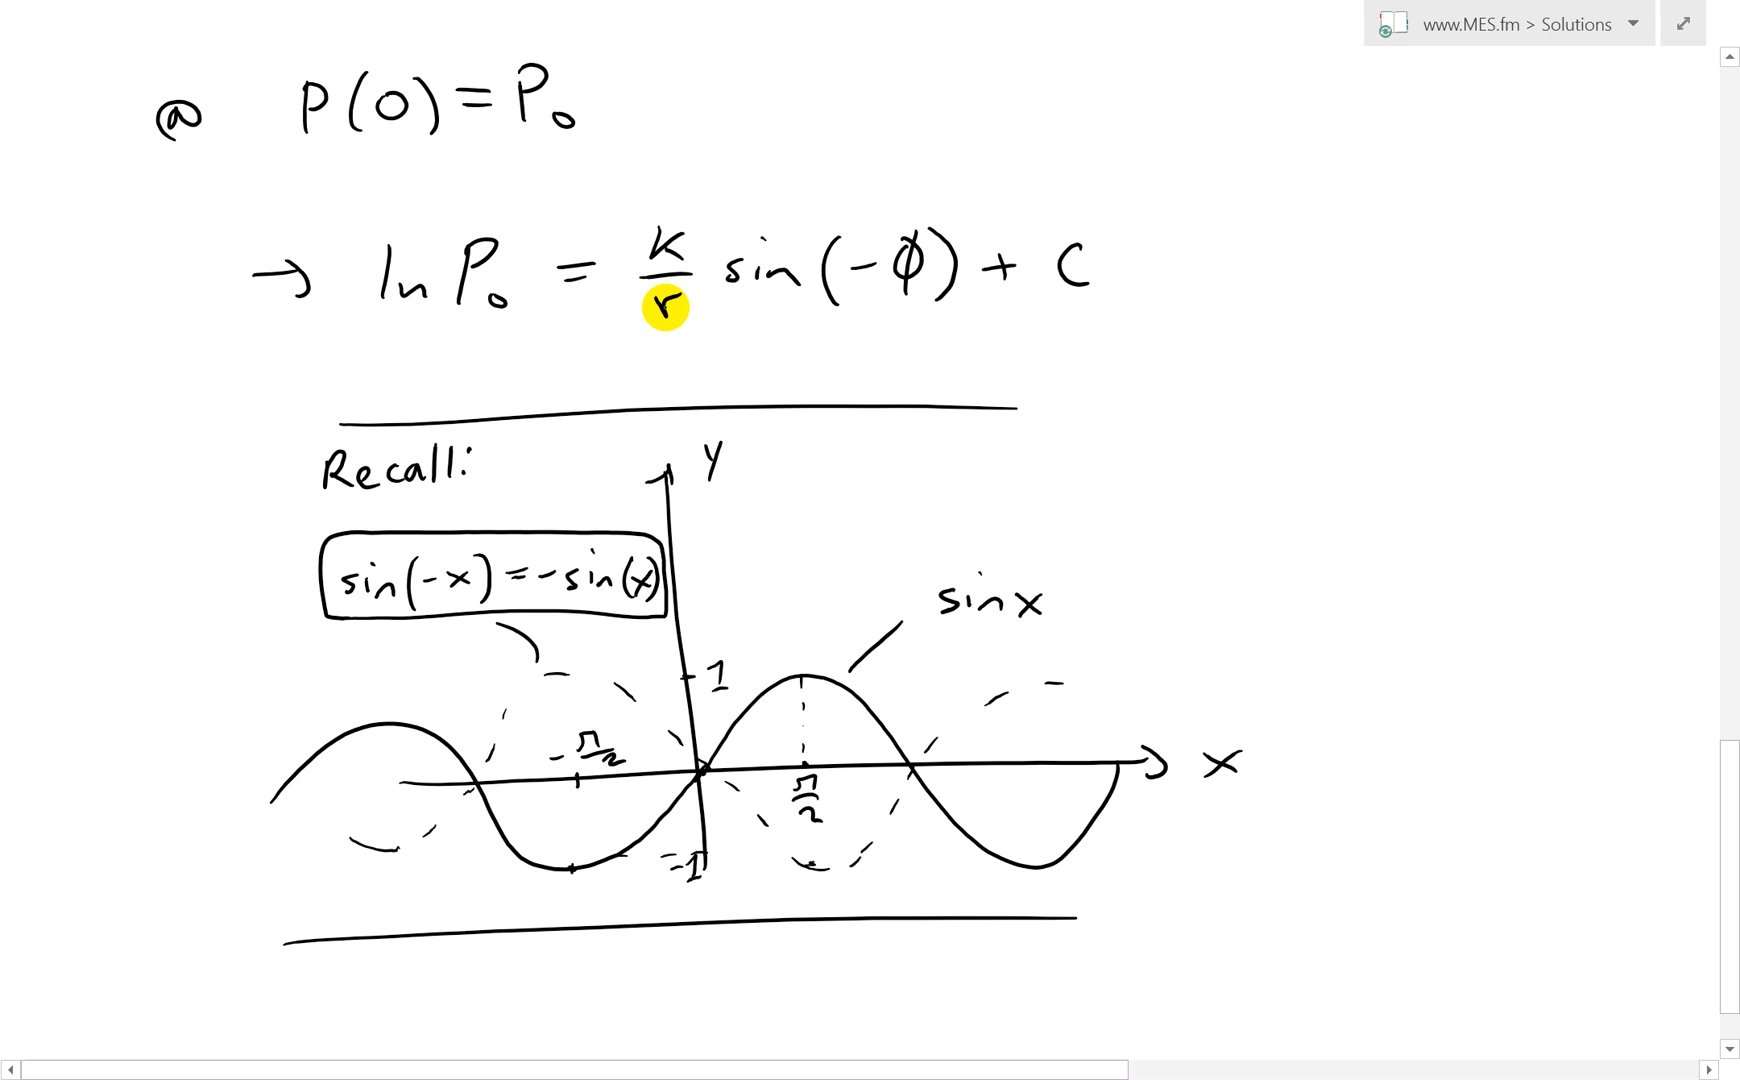 www.MES.fm > Solutions
@ P(0) = P₀
→ ln P₀ = k/r sin(-ϕ) + C
Recall:
y
sin(-x) = -sin(x)
sin x
1
-π/2
x
π/2
-1